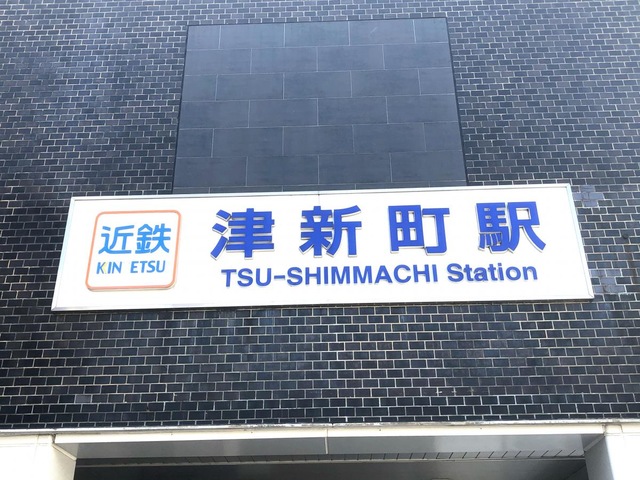 近鉄
KIN ETSU
津新町駅
TSU-SHIMMACHI Station